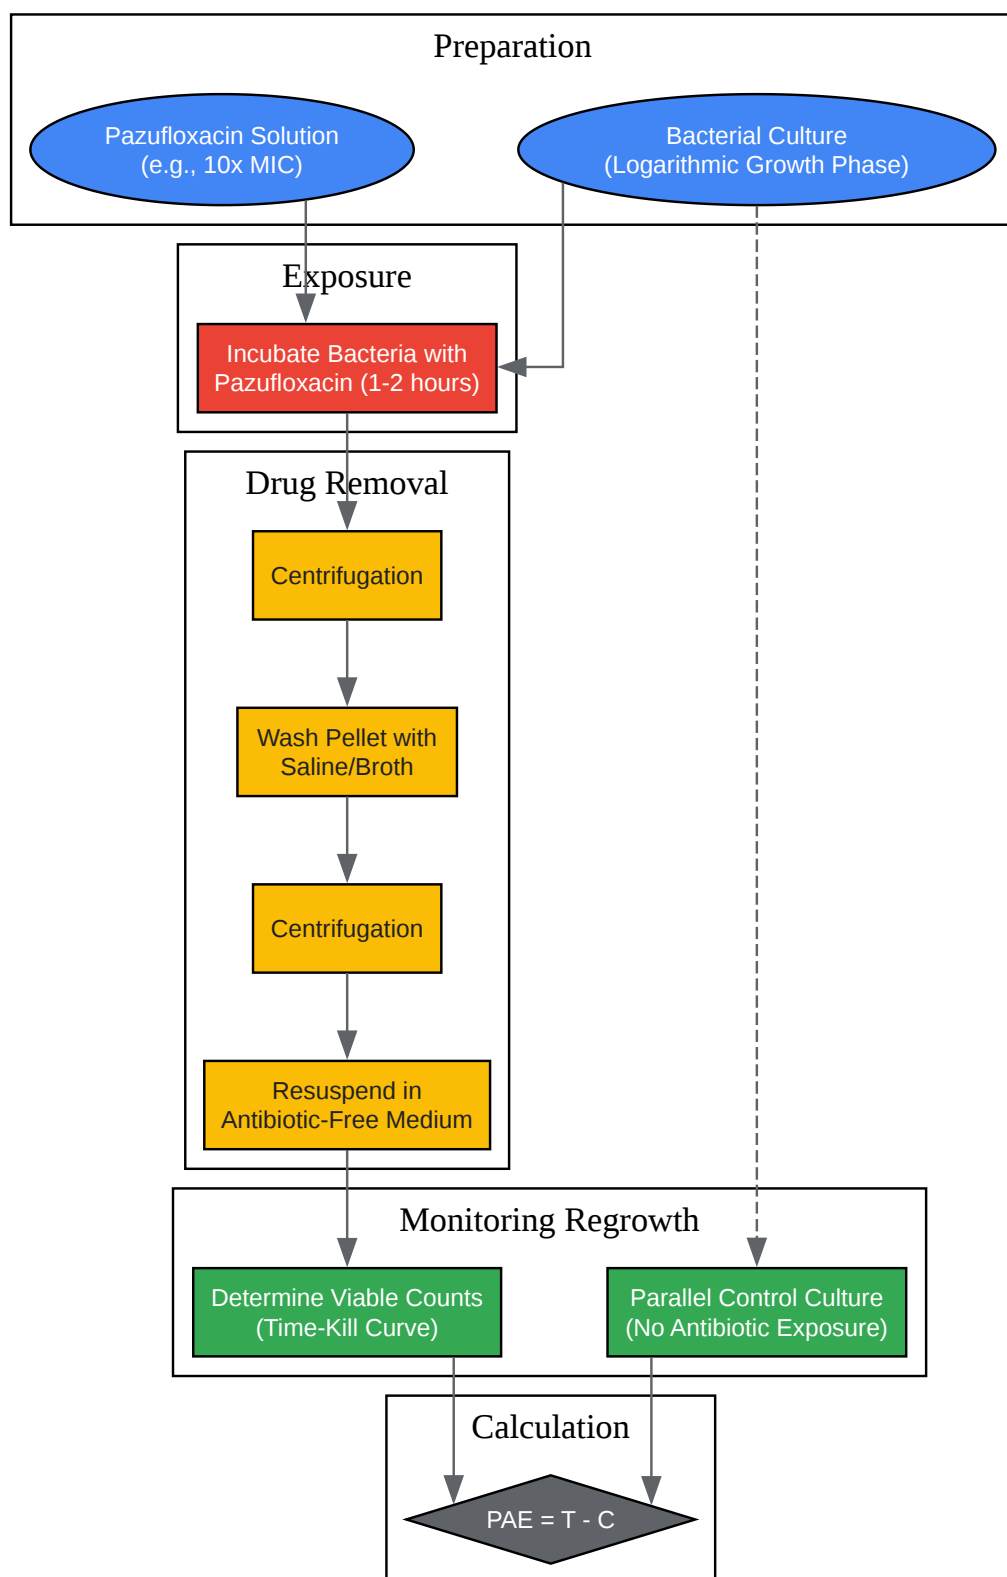 Preparation
Pazufloxacin Solution
(e.g., 10x MIC)
Bacterial Culture
(Logarithmic Growth Phase)
Exposure
Incubate Bacteria with
Pazufloxacin (1-2 hours)
Drug Removal
Centrifugation
Wash Pellet with
Saline/Broth
Centrifugation
Resuspend in
Antibiotic-Free Medium
Monitoring Regrowth
Determine Viable Counts
(Time-Kill Curve)
Parallel Control Culture
(No Antibiotic Exposure)
Calculation
PAE = T - C